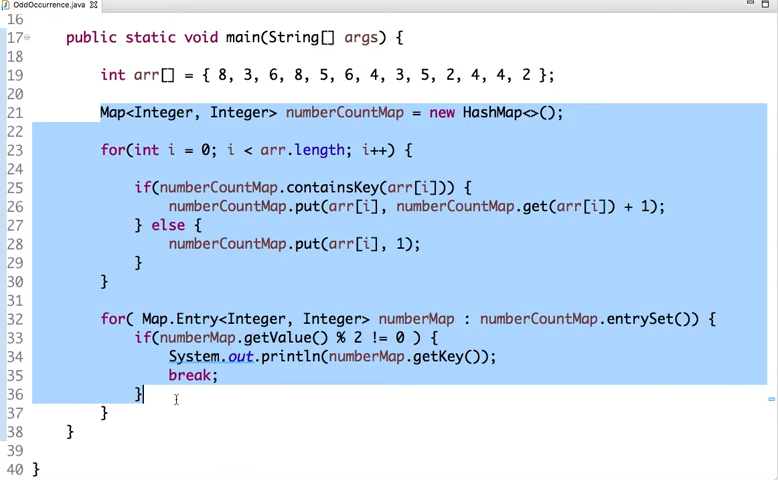 OddOccurrence.java
16
17 public static void main(String[] args) {
18
19 int arr[] = { 8, 3, 6, 8, 5, 6, 4, 3, 5, 2, 4, 4, 2 };
20
21 Map<Integer, Integer> numberCountMap = new HashMap<>();
22
23 for(int i = 0; i < arr.length; i++) {
24
25 if(numberCountMap.containsKey(arr[i])) {
26 numberCountMap.put(arr[i], numberCountMap.get(arr[i]) + 1);
27 } else {
28 numberCountMap.put(arr[i], 1);
29 }
30 }
31
32 for( Map.Entry<Integer, Integer> numberMap : numberCountMap.entrySet()) {
33 if(numberMap.getValue() % 2 != 0 ) {
34 System.out.println(numberMap.getKey());
35 break;
36 }
37 }
38 }
39
40 }